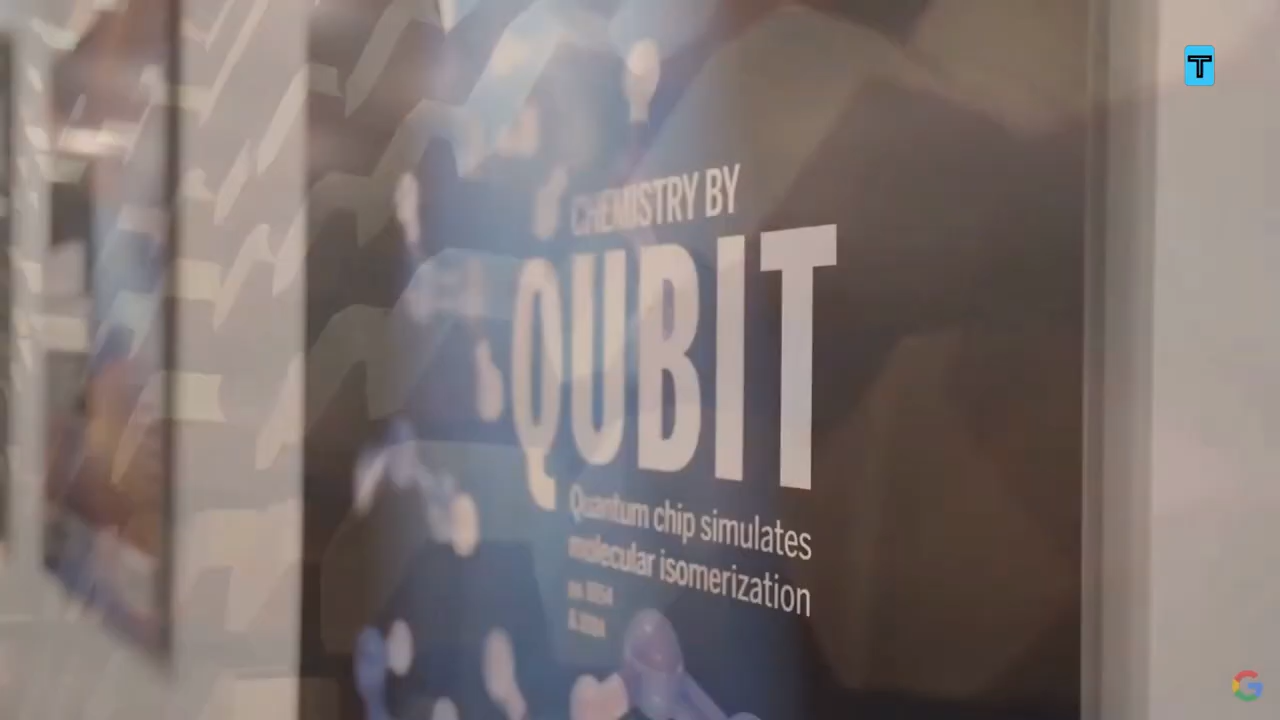 T
CHEMISTRY BY
QUBIT
Quantum chip simulates
molecular isomerization
G